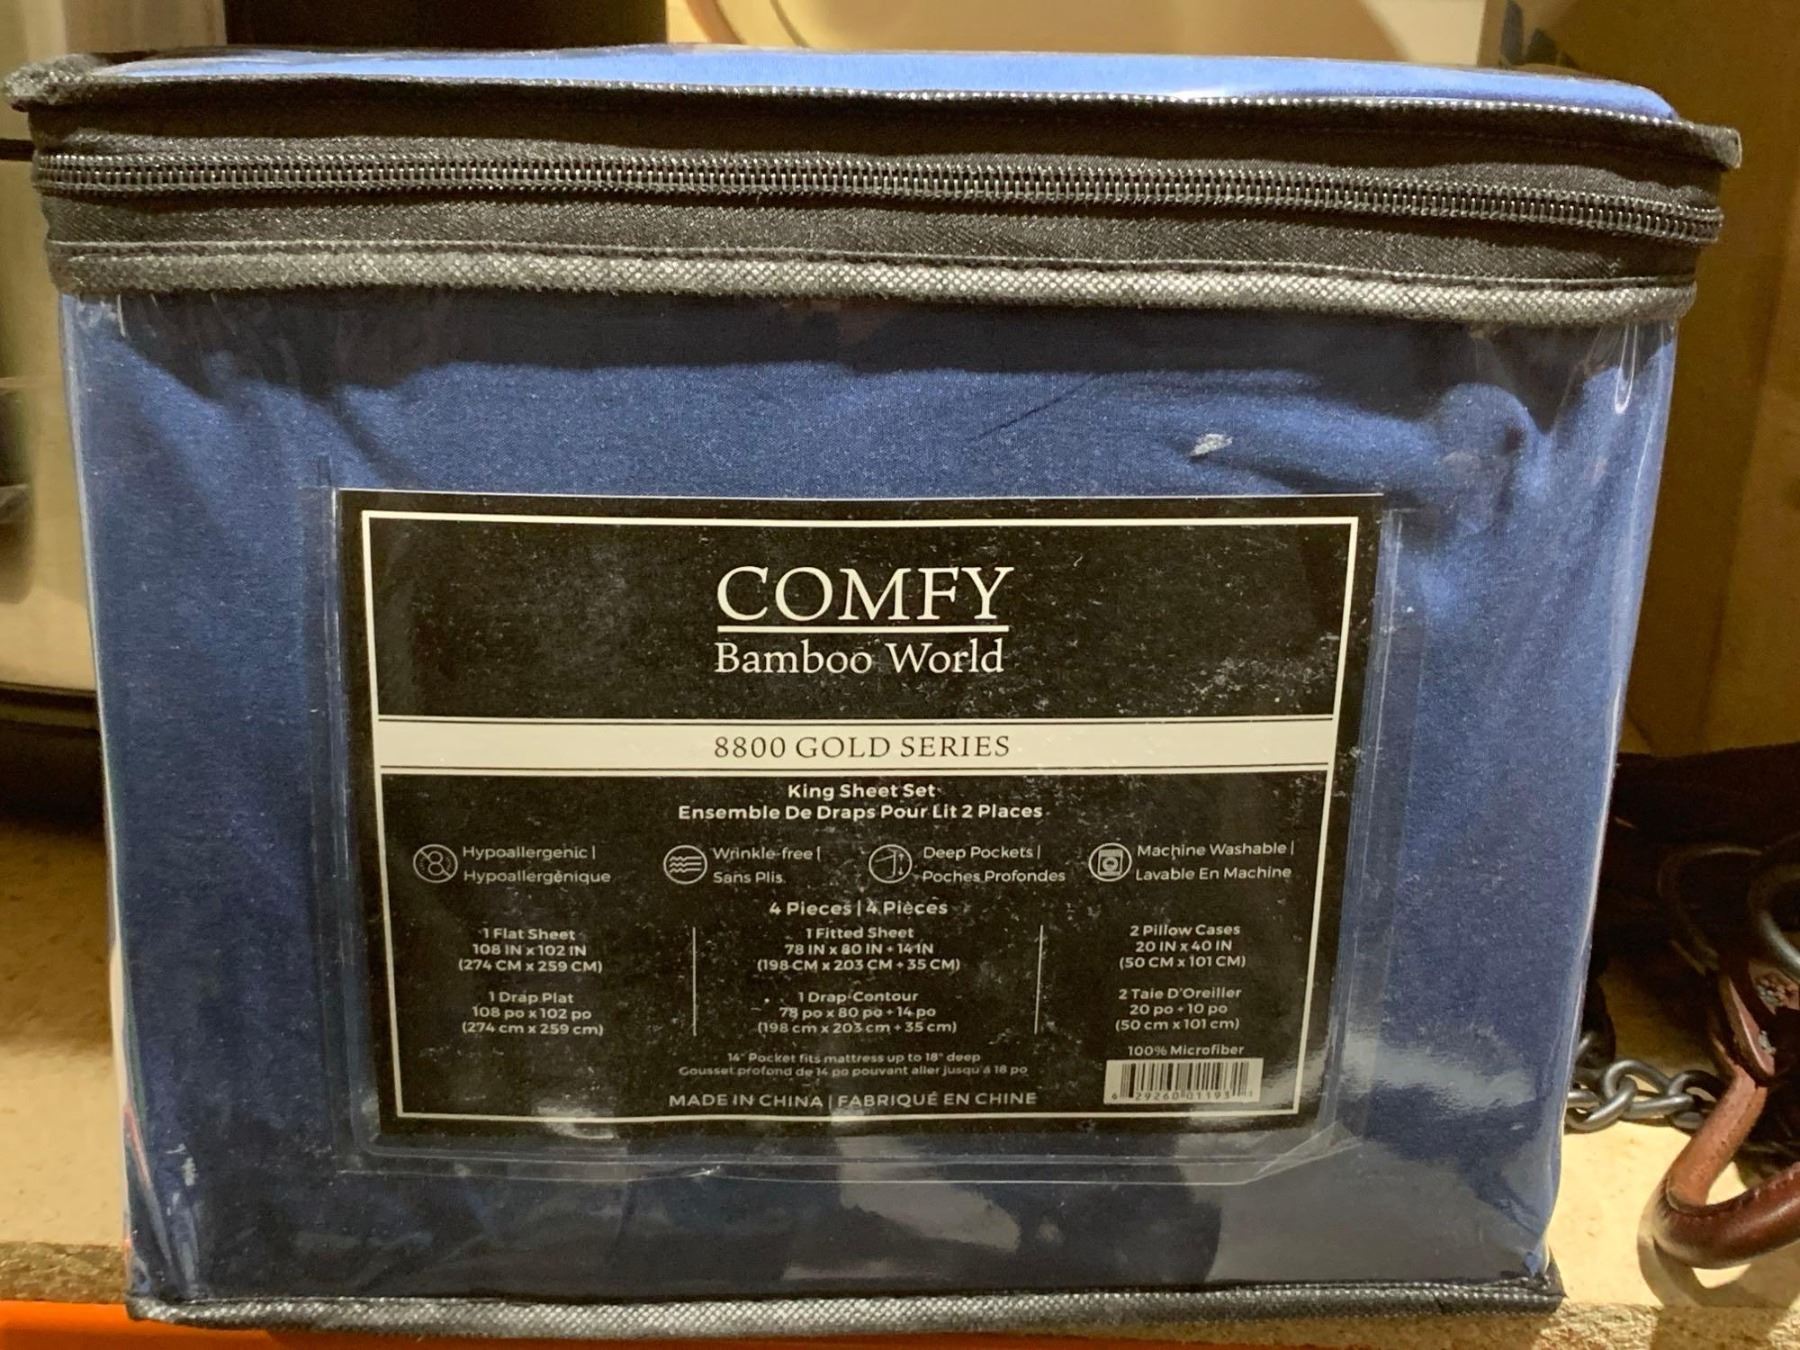 COMFY
Bamboo World
8800 GOLD SERIES
King Sheet Set
Ensemble De Draps Pour Lit 2 Places
Hypoallergenic |
Hypoallergênique
Wrinkle-free |
Sans Plis
Deep Pockets |
Poches Profondes
Machine Washable |
Lavable En Machine
4 Pieces | 4 Pièces
1 Flat Sheet
108 IN x 102 IN
(274 CM x 259 CM)
1 Drap Plat
108 po x 102 po
(274 cm x 259 cm)
1 Fitted Sheet
78 IN x 80 IN + 14 IN
(198 CM x 203 CM + 35 CM)
1 Drap Contour
78 po x 80 po + 14 po
(198 cm x 203 cm + 35 cm)
2 Pillow Cases
20 IN x 40 IN
(50 CM x 101 CM)
2 Taie D'Oreiller
20 po + 10 po
(50 cm x 101 cm)
14" Pocket fits mattress up to 18" deep
Gousset profond de 14 po pouvant aller jusqu'à 18 po
100% Microfiber
MADE IN CHINA | FABRIQUÉ EN CHINE
29260 01193